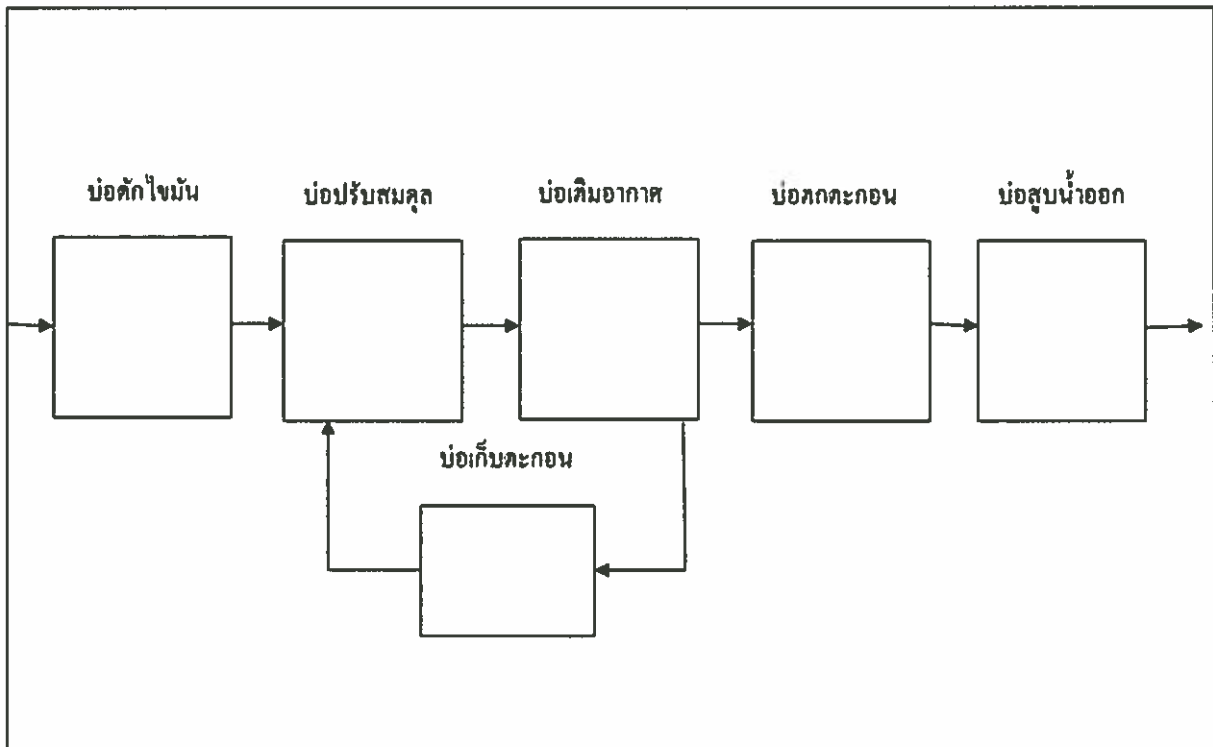 บ่อดักไขมัน
บ่อปรับสมดุล
บ่อเติมอากาศ
บ่อตกตะกอน
บ่อสูบน้ำออก
บ่อเก็บตะกอน